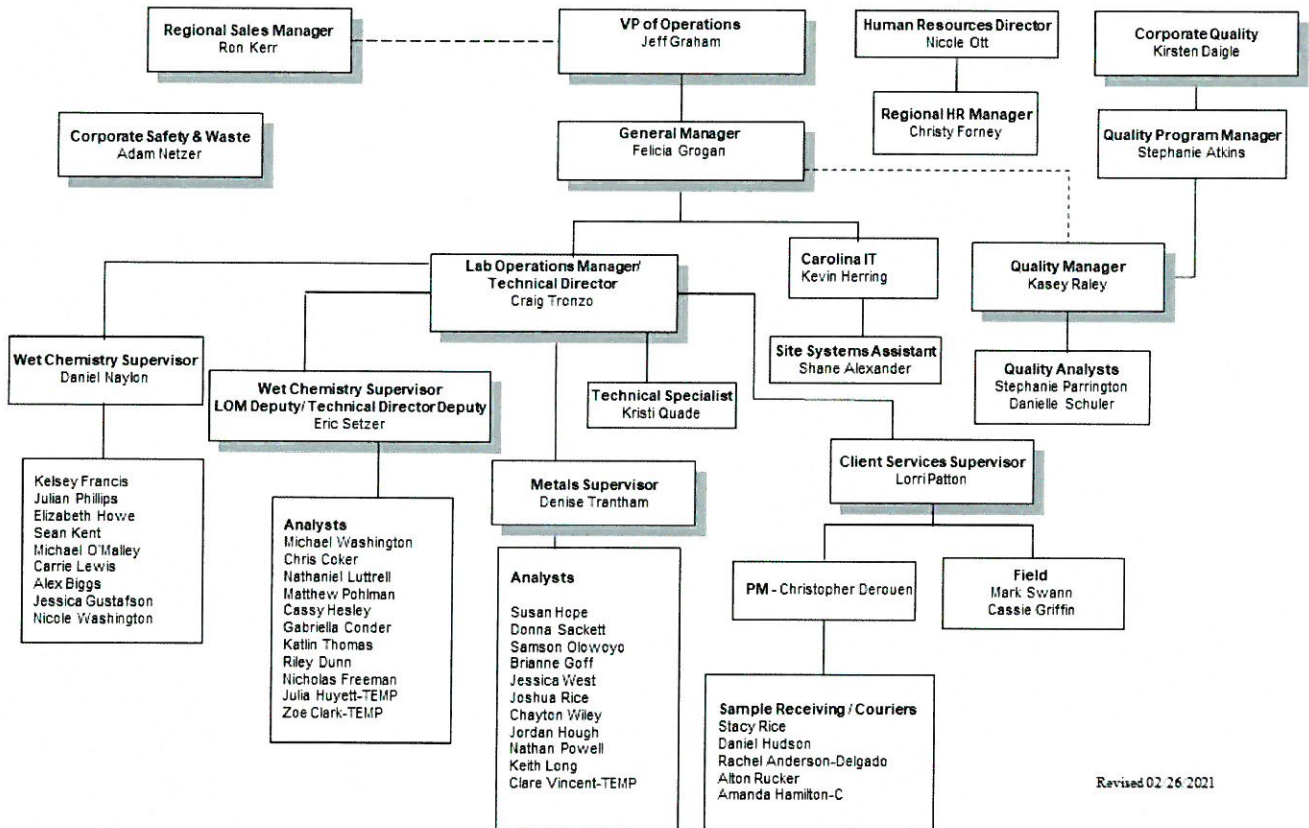 Regional Sales Manager
Ron Kerr
VP of Operations
Jeff Graham
Human Resources Director
Nicole Ott
Corporate Quality
Kirsten Daigle
Corporate Safety & Waste
Adam Netzer
General Manager
Felicia Grogan
Regional HR Manager
Christy Forney
Quality Program Manager
Stephanie Atkins
Lab Operations Manager/
Technical Director
Craig Tronzo
Carolina IT
Kevin Herring
Quality Manager
Kasey Raley
Wet Chemistry Supervisor
Daniel Naylon
Wet Chemistry Supervisor
LOM Deputy/ Technical Director Deputy
Eric Setzer
Technical Specialist
Kristi Quade
Site Systems Assistant
Shane Alexander
Quality Analysts
Stephanie Parrington
Danielle Schuler
Metals Supervisor
Denise Trantham
Client Services Supervisor
Lorri Patton
Kelsey Francis
Julian Phillips
Elizabeth Howe
Sean Kent
Michael O'Malley
Carrie Lewis
Alex Biggs
Jessica Gustafson
Nicole Washington
Analysts
Michael Washington
Chris Coker
Nathaniel Luttrell
Matthew Pohlman
Cassy Hesley
Gabriella Conder
Katlin Thomas
Riley Dunn
Nicholas Freeman
Julia Huyett-TEMP
Zoe Clark-TEMP
Analysts
Susan Hope
Donna Sackett
Samson Olowoyo
Brianne Goff
Jessica West
Joshua Rice
Chayton Wiley
Jordan Hough
Nathan Powell
Keith Long
Clare Vincent-TEMP
PM - Christopher Derouen
Field
Mark Swann
Cassie Griffin
Sample Receiving / Couriers
Stacy Rice
Daniel Hudson
Rachel Anderson-Delgado
Alton Rucker
Amanda Hamilton-C
Revised 02/26/2021